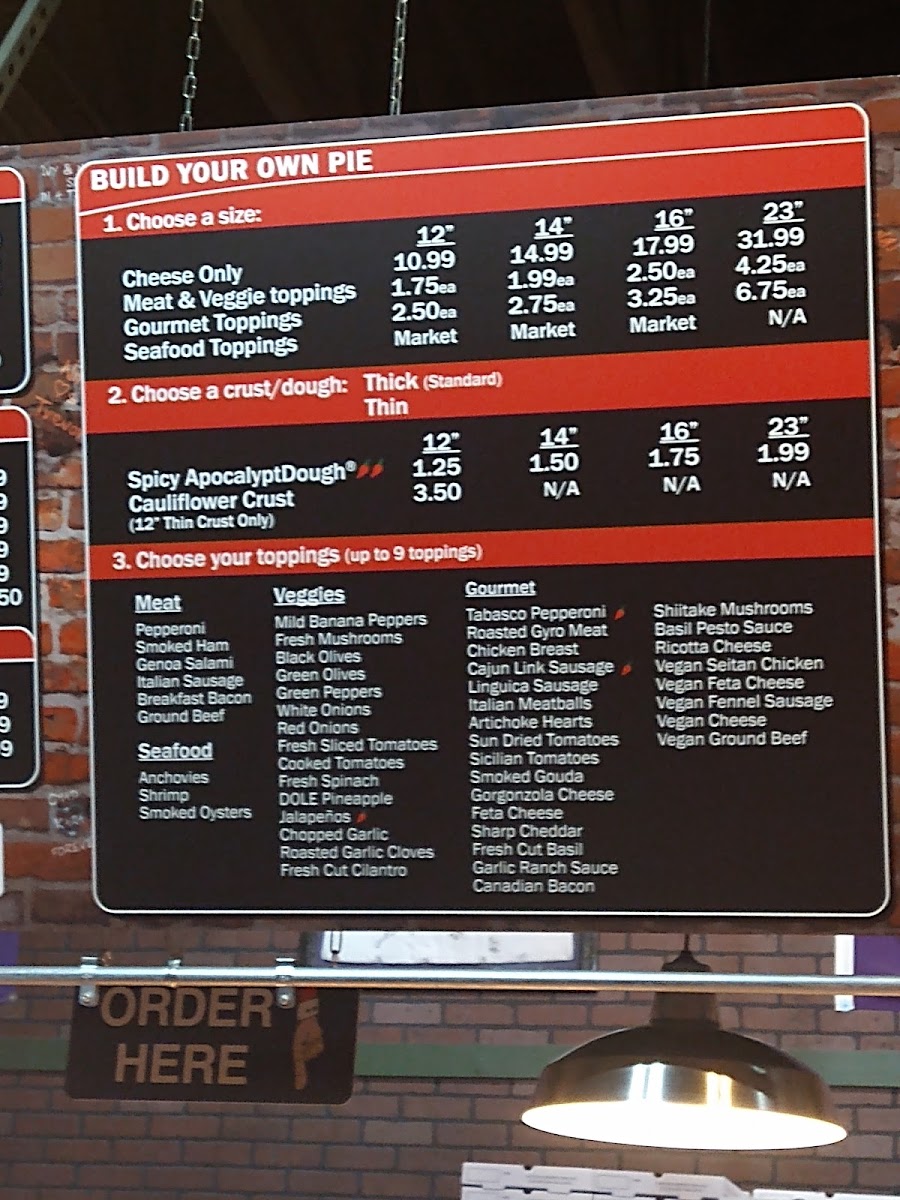 BUILD YOUR OWN PIE
1. Choose a size:
12" 14" 16" 23"
Cheese Only 10.99 14.99 17.99 31.99
Meat & Veggie toppings 1.75ea 1.99ea 2.50ea 4.25ea
Gourmet Toppings 2.50ea 2.75ea 3.25ea 6.75ea
Seafood Toppings Market Market Market N/A
2. Choose a crust/dough: Thick (Standard)
Thin
12" 14" 16" 23"
Spicy ApocalyptDough® 1.25 1.50 1.75 1.99
Cauliflower Crust 3.50 N/A N/A N/A
(12" Thin Crust Only)
3. Choose your toppings (up to 9 toppings)
Meat
Pepperoni
Smoked Ham
Genoa Salami
Italian Sausage
Breakfast Bacon
Ground Beef
Seafood
Anchovies
Shrimp
Smoked Oysters
Veggies
Mild Banana Peppers
Fresh Mushrooms
Black Olives
Green Olives
Green Peppers
White Onions
Red Onions
Fresh Sliced Tomatoes
Cooked Tomatoes
Fresh Spinach
DOLE Pineapple
Jalapeños
Chopped Garlic
Roasted Garlic Cloves
Fresh Cut Cilantro
Gourmet
Tabasco Pepperoni
Roasted Gyro Meat
Chicken Breast
Cajun Link Sausage
Linguica Sausage
Italian Meatballs
Artichoke Hearts
Sun Dried Tomatoes
Sicilian Tomatoes
Smoked Gouda
Gorgonzola Cheese
Feta Cheese
Sharp Cheddar
Fresh Cut Basil
Garlic Ranch Sauce
Canadian Bacon
Shiitake Mushrooms
Basil Pesto Sauce
Ricotta Cheese
Vegan Seitan Chicken
Vegan Feta Cheese
Vegan Fennel Sausage
Vegan Cheese
Vegan Ground Beef
9
9
9
9
9
50
9
9
9
ORDER
HERE